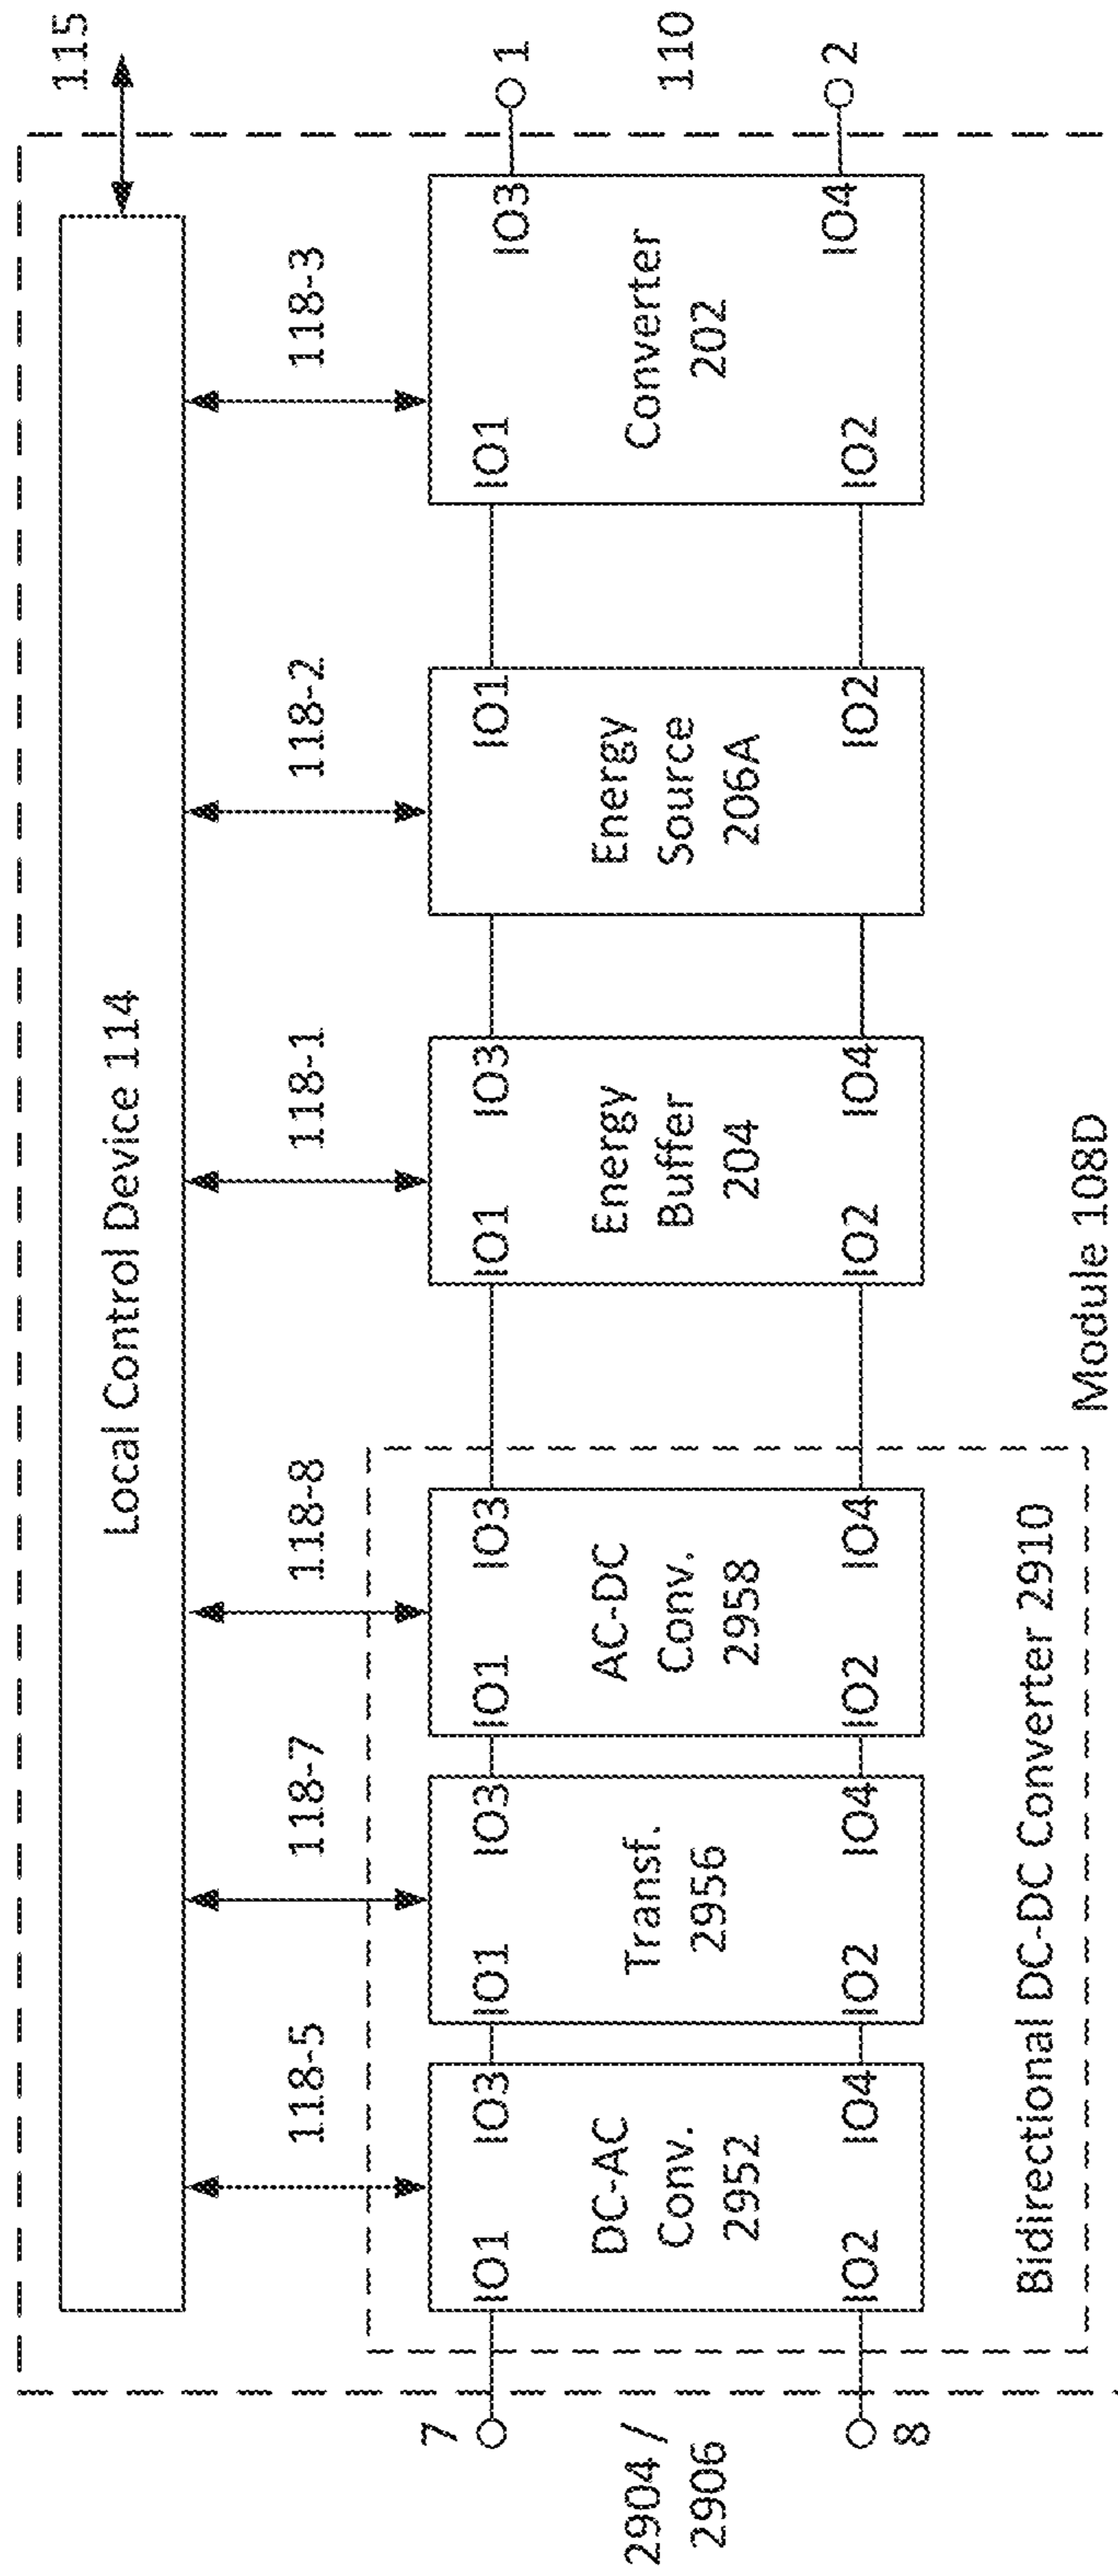 115
Local Control Device 114
118-5
118-7
118-8
118-1
118-2
118-3
7
2904 /
2906
8
IO1
IO3
DC-AC
Conv.
2952
IO2
IO4
IO1
IO3
Transf.
2956
IO2
IO4
IO1
IO3
AC-DC
Conv.
2958
IO2
IO4
Bidirectional DC-DC Converter 2910
IO1
IO3
Energy
Buffer
204
IO2
IO4
IO1
Energy
Source
206A
IO2
IO1
IO3
Converter
202
IO2
IO4
1
110
2
Module 108D